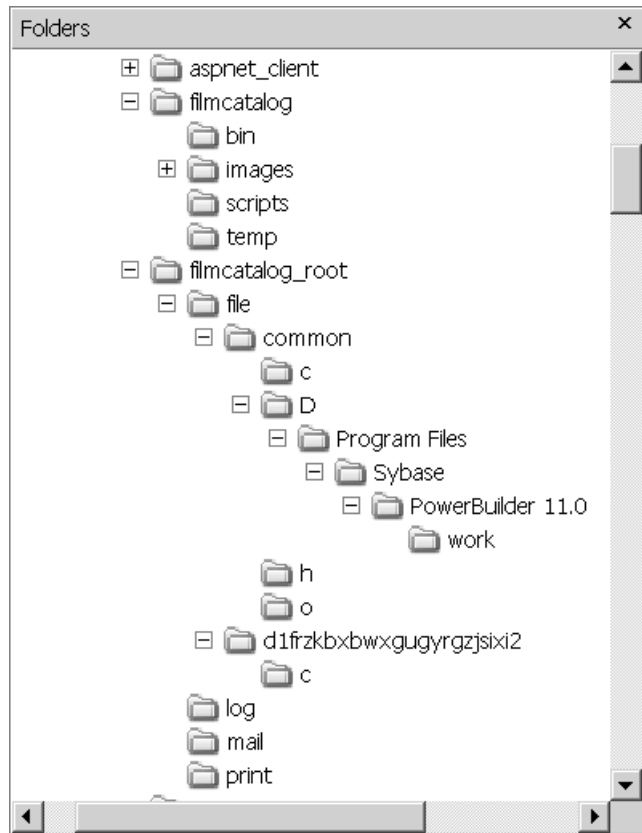 Folders
aspnet_client
filmcatalog
bin
images
scripts
temp
filmcatalog_root
file
common
c
D
Program Files
Sybase
PowerBuilder 11.0
work
h
o
d1frzkbxbwxgugyrgzjsixi2
c
log
mail
print